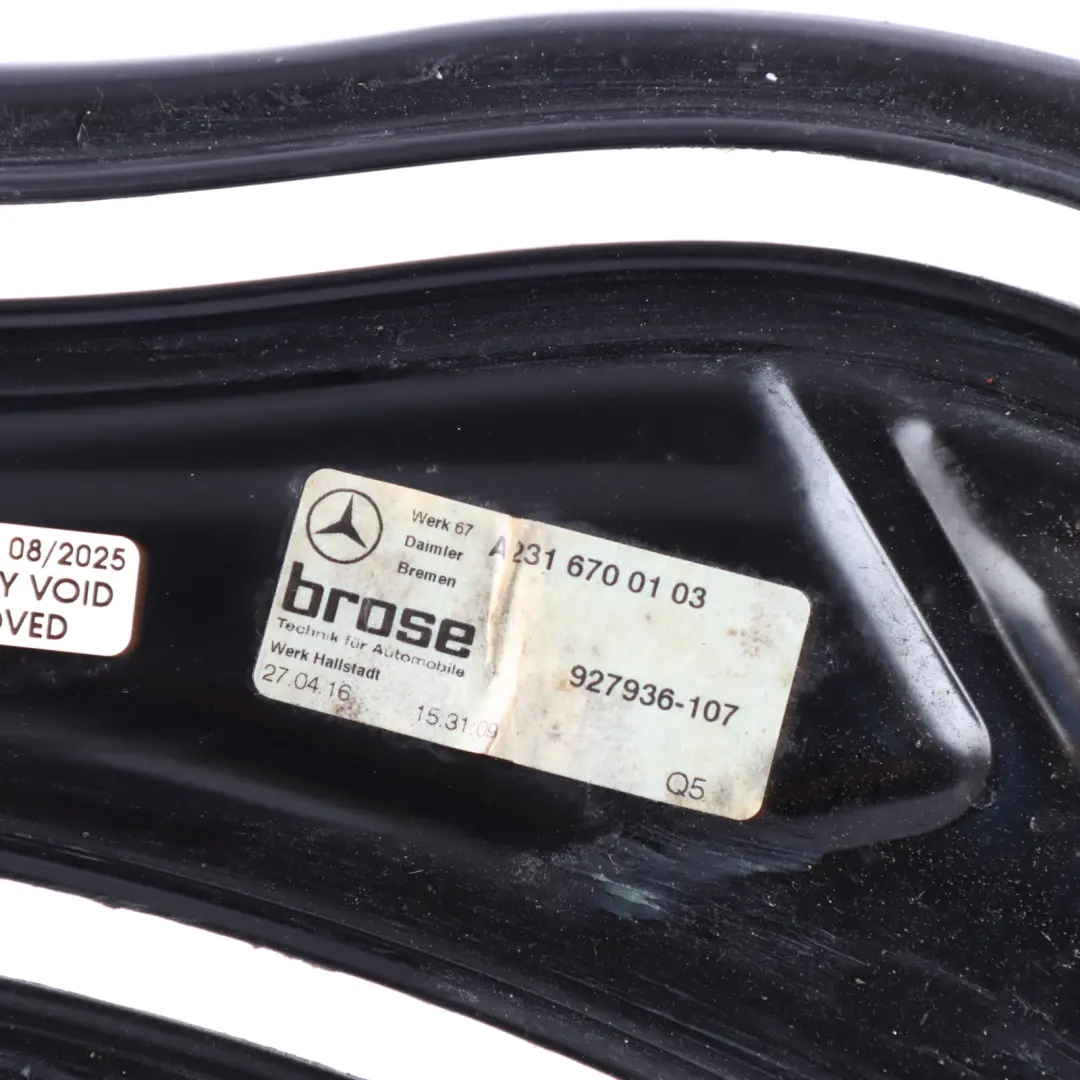 08/2025
Y VOID
OVED
Werk 67
Daimler
Bremen
A231 670 01 03
brose
Technik für Automobile
Werk Hallstadt
27.04.16
15:31:09
927936-107
Q5